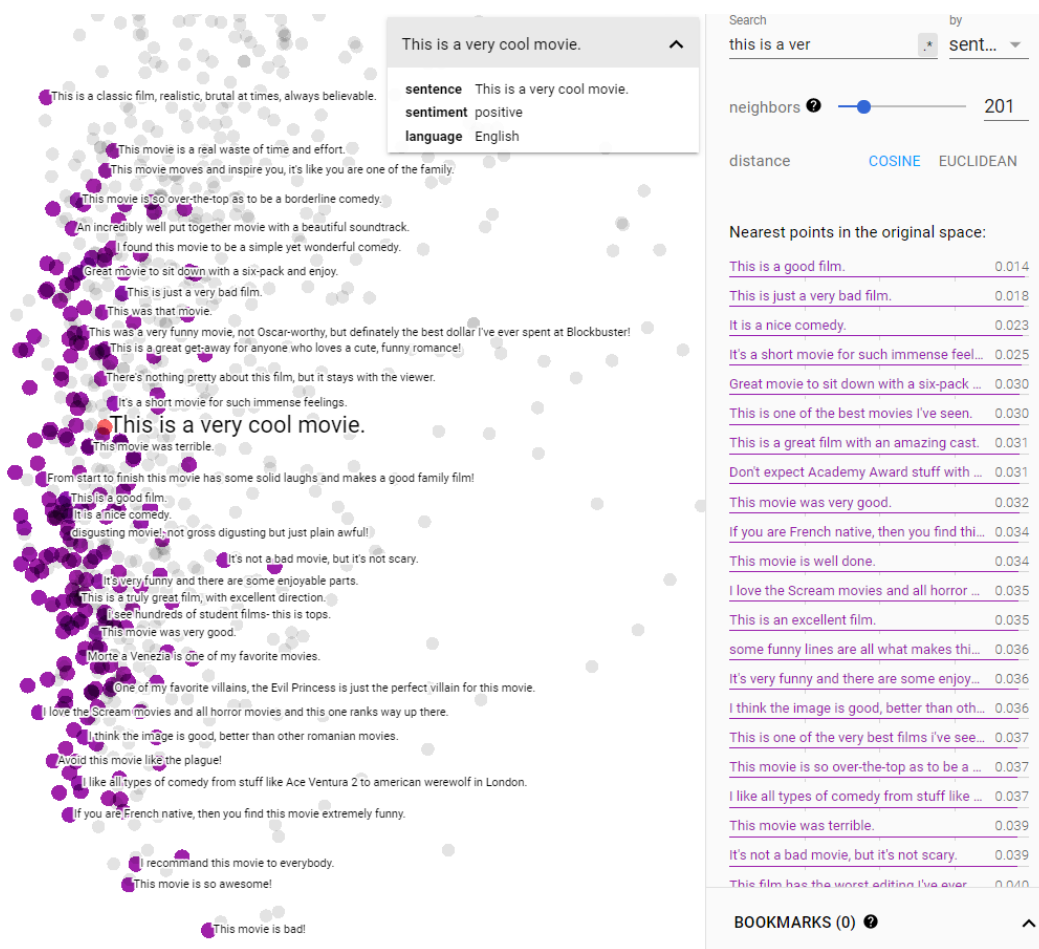 This is a very cool movie.
sentence This is a very cool movie.
sentiment positive
language English
This is a classic film, realistic, brutal at times, always believable.
This movie is a real waste of time and effort.
This movie moves and inspire you, it's like you are one of the family.
This movie is so over-the-top as to be a borderline comedy.
An incredibly well put together movie with a beautiful soundtrack.
I found this movie to be a simple yet wonderful comedy.
Great movie to sit down with a six-pack and enjoy.
This is just a very bad film.
This was that movie.
This was a very funny movie, not Oscar-worthy, but definately the best dollar I've ever spent at Blockbuster!
This is a great get-away for anyone who loves a cute, funny romance!
There's nothing pretty about this film, but it stays with the viewer.
It's a short movie for such immense feelings.
This is a very cool movie.
This movie was terrible.
From start to finish this movie has some solid laughs and makes a good family film!
This is a good film.
It is a nice comedy.
disgusting movie!, not gross digusting but just plain awful!
It's not a bad movie, but it's not scary.
It's very funny and there are some enjoyable parts.
This is a truly great film, with excellent direction.
i see hundreds of student films- this is tops.
This movie was very good.
Morte a Venezia is one of my favorite movies.
One of my favorite villains, the Evil Princess is just the perfect villain for this movie.
I love the Scream movies and all horror movies and this one ranks way up there.
I think the image is good, better than other romanian movies.
Avoid this movie like the plague!
I like all types of comedy from stuff like Ace Ventura 2 to american werewolf in London.
If you are French native, then you find this movie extremely funny.
I recommand this movie to everybody.
This movie is so awesome!
This movie is bad!
Search by
this is a ver .* sent...
neighbors ? 201
distance COSINE EUCLIDEAN
Nearest points in the original space:
This is a good film. 0.014
This is just a very bad film. 0.018
It is a nice comedy. 0.023
It's a short movie for such immense feel... 0.025
Great movie to sit down with a six-pack ... 0.030
This is one of the best movies I've seen. 0.030
This is a great film with an amazing cast. 0.031
Don't expect Academy Award stuff with ... 0.031
This movie was very good. 0.032
If you are French native, then you find thi... 0.034
This movie is well done. 0.034
I love the Scream movies and all horror ... 0.035
This is an excellent film. 0.035
some funny lines are all what makes thi... 0.036
It's very funny and there are some enjoy... 0.036
I think the image is good, better than oth... 0.036
This is one of the very best films i've see... 0.037
This movie is so over-the-top as to be a ... 0.037
I like all types of comedy from stuff like ... 0.037
This movie was terrible. 0.039
It's not a bad movie, but it's not scary. 0.039
This film has the worst editing I've ever 0.040
BOOKMARKS (0) ?